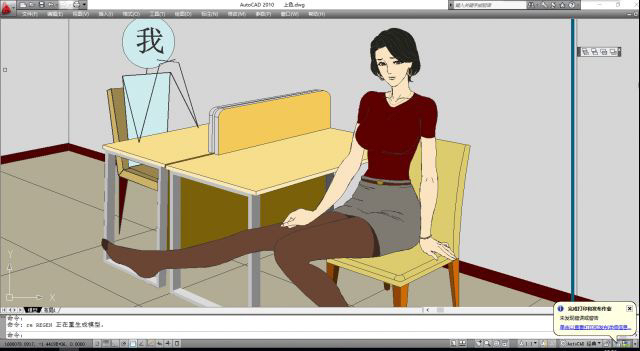 AutoCAD 2010 上色.dwg
键入关键字或短语
文件(F) 编辑(E) 视图(V) 插入(I) 格式(O) 工具(T) 绘图(D) 标注(N) 修改(M) 参数(P) 窗口(W) 帮助(H)
我
Y
X
模型 布局1
命令:
命令: re REGEN 正在重生成模型。
命令:
完成打印和发布作业
未发现错误或警告
单击以查看打印和发布详细信息...
AutoCAD 经典